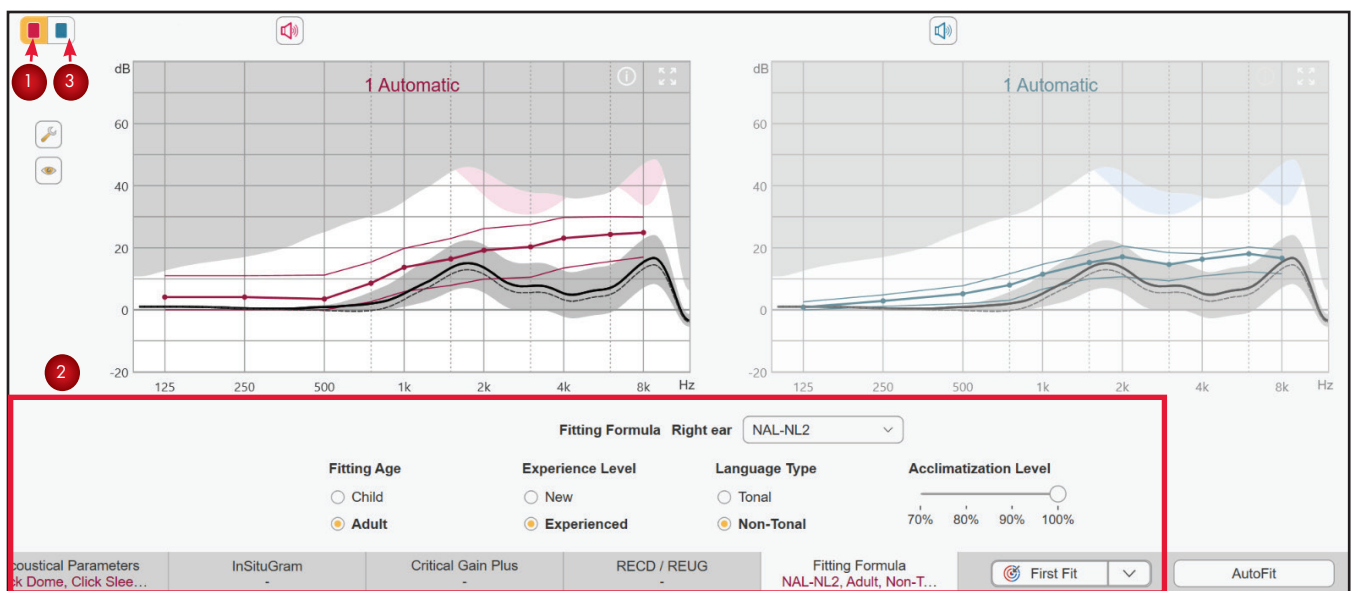 1
3
dB
1 Automatic
60
40
20
0
-20
125 250 500 1k 2k 4k 8k Hz
dB
1 Automatic
60
40
20
0
-20
125 250 500 1k 2k 4k 8k Hz
2
Fitting Formula Right ear NAL-NL2
Fitting Age Experience Level Language Type Acclimatization Level
Child New Tonal
Adult Experienced Non-Tonal 70% 80% 90% 100%
coustical Parameters InSituGram Critical Gain Plus RECD / REUG Fitting Formula First Fit AutoFit
ck Dome, Click Slee... - - - NAL-NL2, Adult, Non-T...